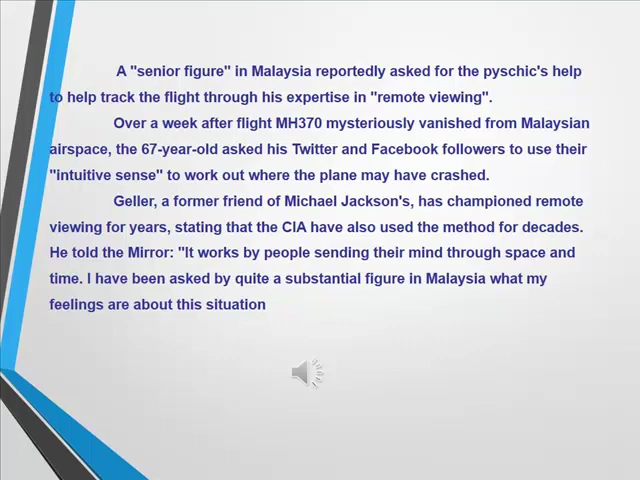 A "senior figure" in Malaysia reportedly asked for the pyschic's help
to help track the flight through his expertise in "remote viewing".
Over a week after flight MH370 mysteriously vanished from Malaysian
airspace, the 67-year-old asked his Twitter and Facebook followers to use their
"intuitive sense" to work out where the plane may have crashed.
Geller, a former friend of Michael Jackson's, has championed remote
viewing for years, stating that the CIA have also used the method for decades.
He told the Mirror: "It works by people sending their mind through space and
time. I have been asked by quite a substantial figure in Malaysia what my
feelings are about this situation